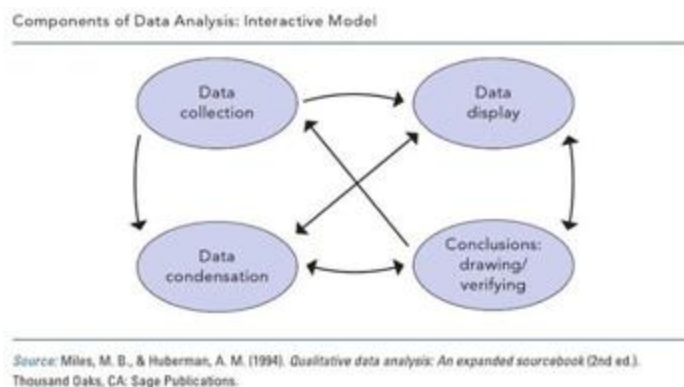 Components of Data Analysis: Interactive Model
Data
collection
Data
display
Data
condensation
Conclusions:
drawing/
verifying
Source: Miles, M. B., & Huberman, A. M. (1994). Qualitative data analysis: An expanded sourcebook (2nd ed.).
Thousand Oaks, CA: Sage Publications.